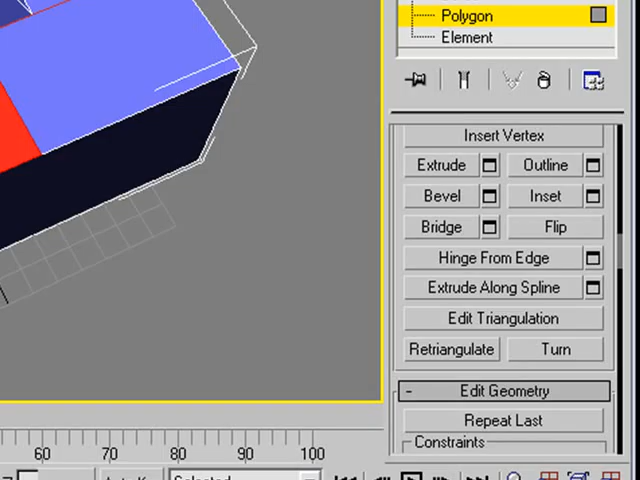 Polygon
Element
Insert Vertex
Extrude Outline
Bevel Inset
Bridge Flip
Hinge From Edge
Extrude Along Spline
Edit Triangulation
Retriangulate Turn
- Edit Geometry
Repeat Last
Constraints
60 70 80 90 100
Selected